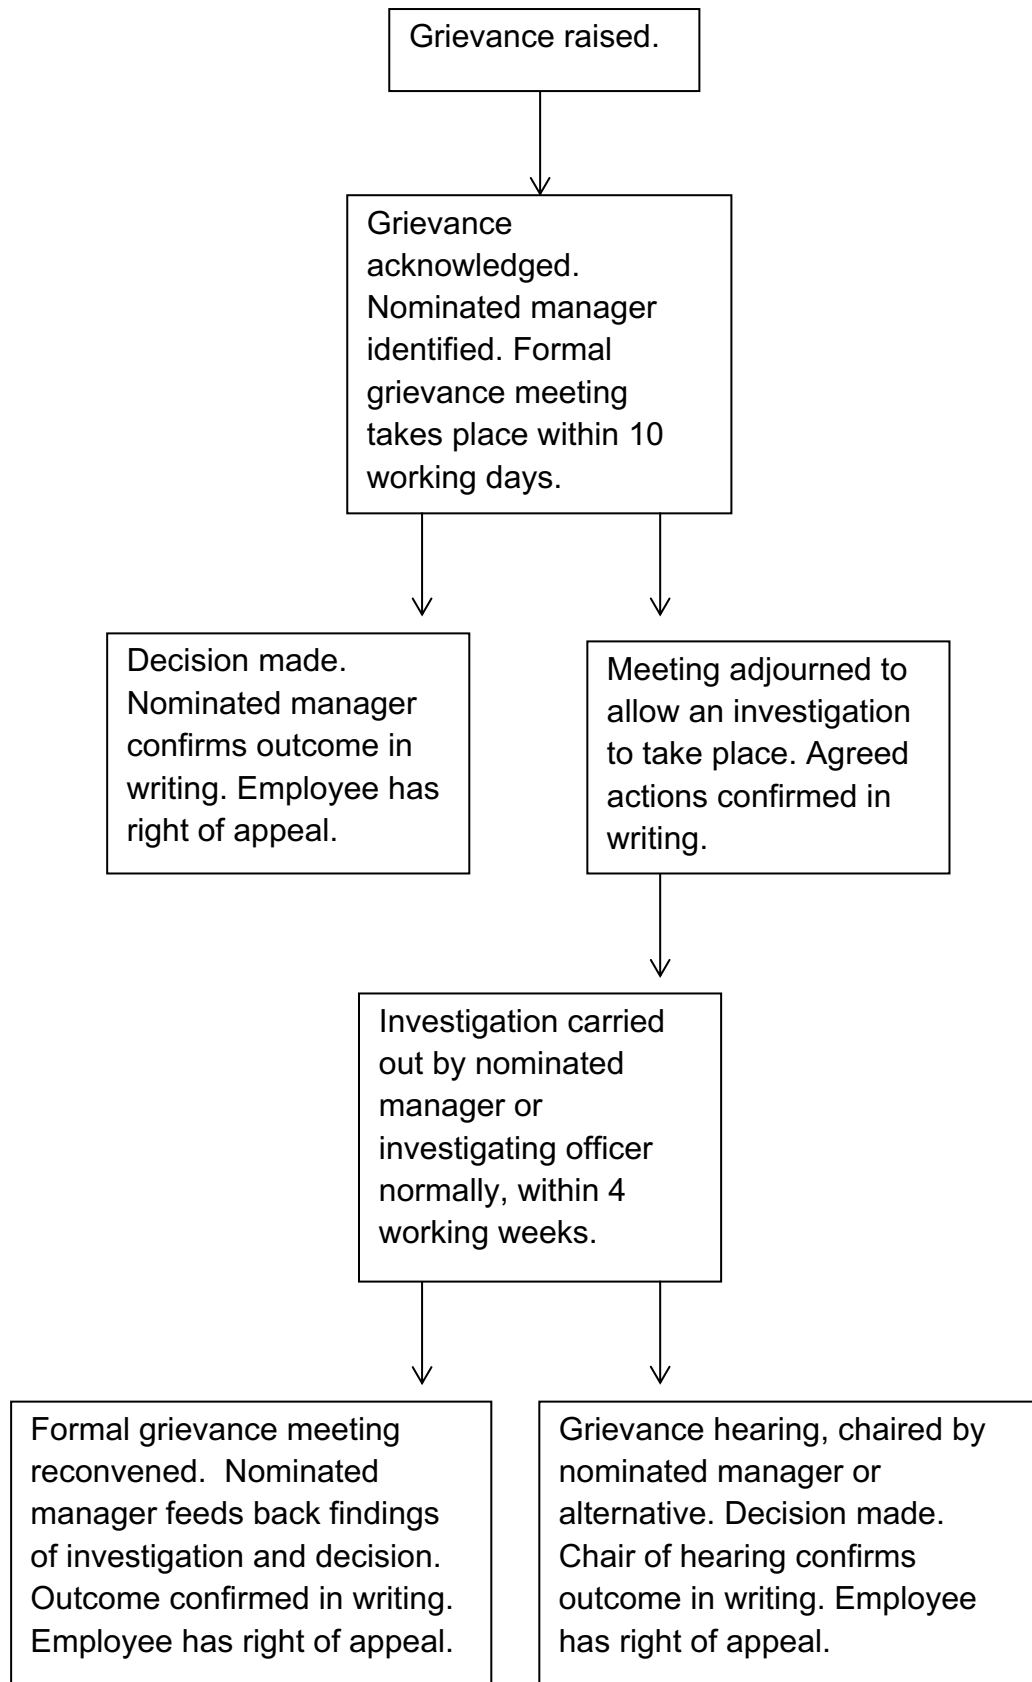 Grievance raised.
Grievance
acknowledged.
Nominated manager
identified. Formal
grievance meeting
takes place within 10
working days.
Decision made.
Nominated manager
confirms outcome in
writing. Employee has
right of appeal.
Meeting adjourned to
allow an investigation
to take place. Agreed
actions confirmed in
writing.
Investigation carried
out by nominated
manager or
investigating officer
normally, within 4
working weeks.
Formal grievance meeting
reconvened.  Nominated
manager feeds back findings
of investigation and decision.
Outcome confirmed in writing.
Employee has right of appeal.
Grievance hearing, chaired by
nominated manager or
alternative. Decision made.
Chair of hearing confirms
outcome in writing. Employee
has right of appeal.